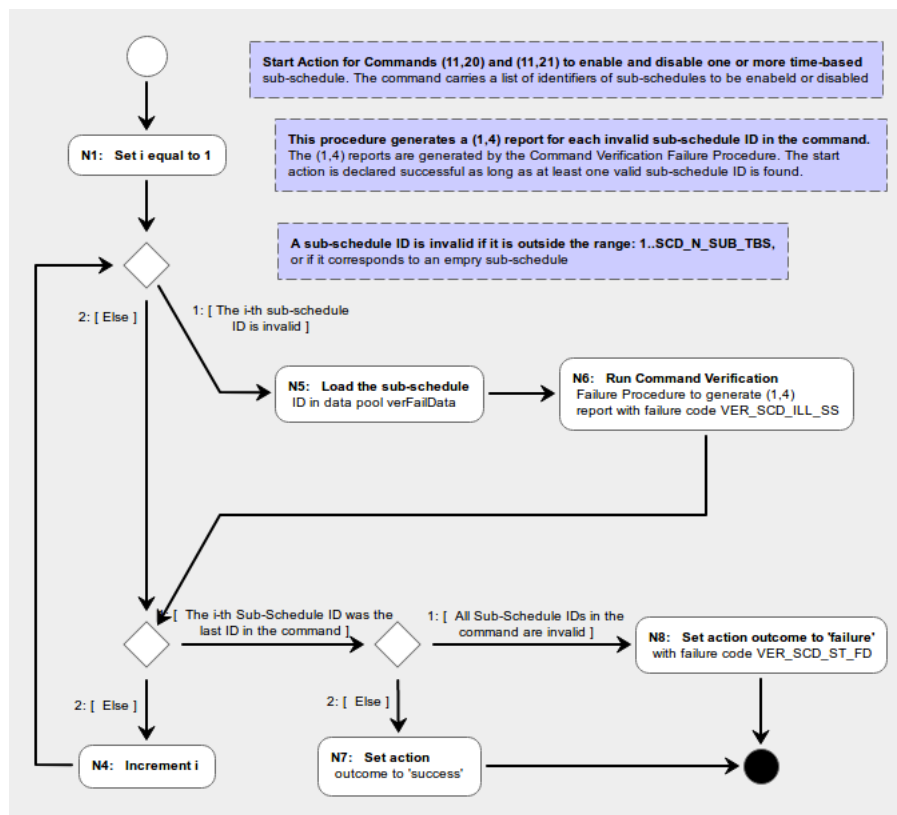 Start Action for Commands (11,20) and (11,21) to enable and disable one or more time-based
sub-schedule. The command carries a list of identifiers of sub-schedules to be enabeld or disabled
This procedure generates a (1,4) report for each invalid sub-schedule ID in the command.
The (1,4) reports are generated by the Command Verification Failure Procedure. The start
action is declared successful as long as at least one valid sub-schedule ID is found.
N1: Set i equal to 1
A sub-schedule ID is invalid if it is outside the range: 1..SCD_N_SUB_TBS,
or if it corresponds to an empry sub-schedule
2: [ Else ]
1: [ The i-th sub-schedule
ID is invalid ]
N5: Load the sub-schedule
ID in data pool verFailData
N6: Run Command Verification
Failure Procedure to generate (1,4)
report with failure code VER_SCD_ILL_SS
[ The i-th Sub-Schedule ID was the
last ID in the command ]
1: [ All Sub-Schedule IDs in the
command are invalid ]
N8: Set action outcome to 'failure'
with failure code VER_SCD_ST_FD
2: [ Else ]
2: [ Else ]
N4: Increment i
N7: Set action
outcome to 'success'